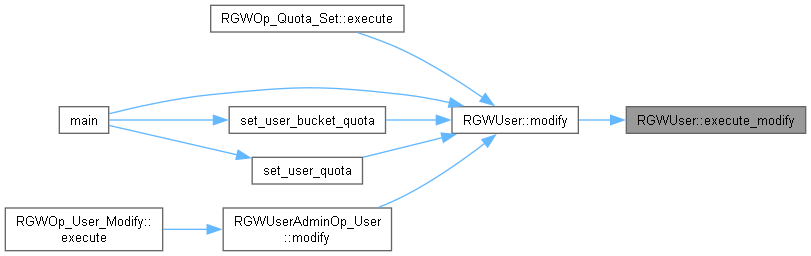 RGWOp_Quota_Set::execute
main
set_user_bucket_quota
RGWUser::modify
RGWUser::execute_modify
set_user_quota
RGWOp_User_Modify::
execute
RGWUserAdminOp_User
::modify